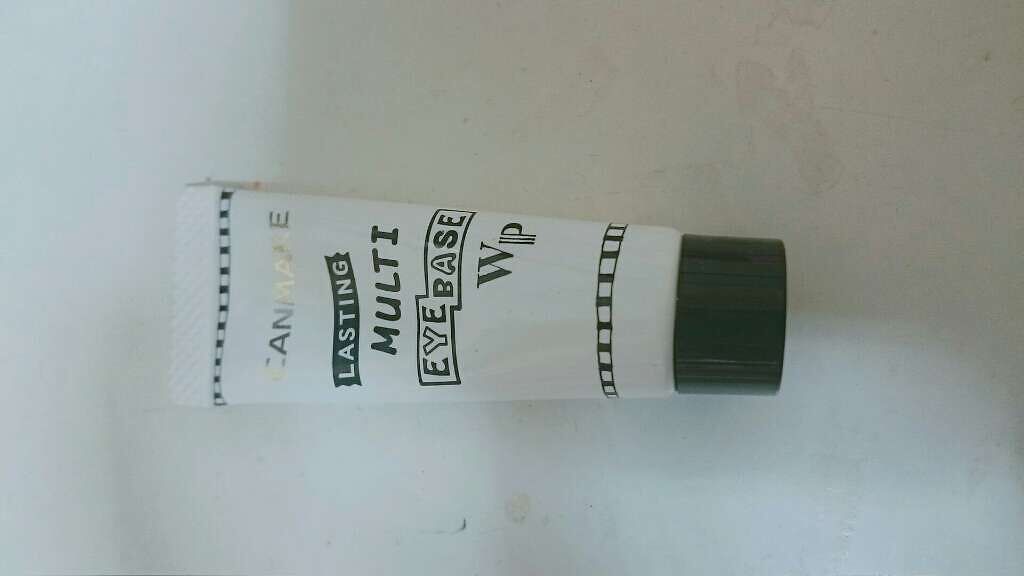 CANMAKE
LASTING
MULTI
EYE BASE
WP